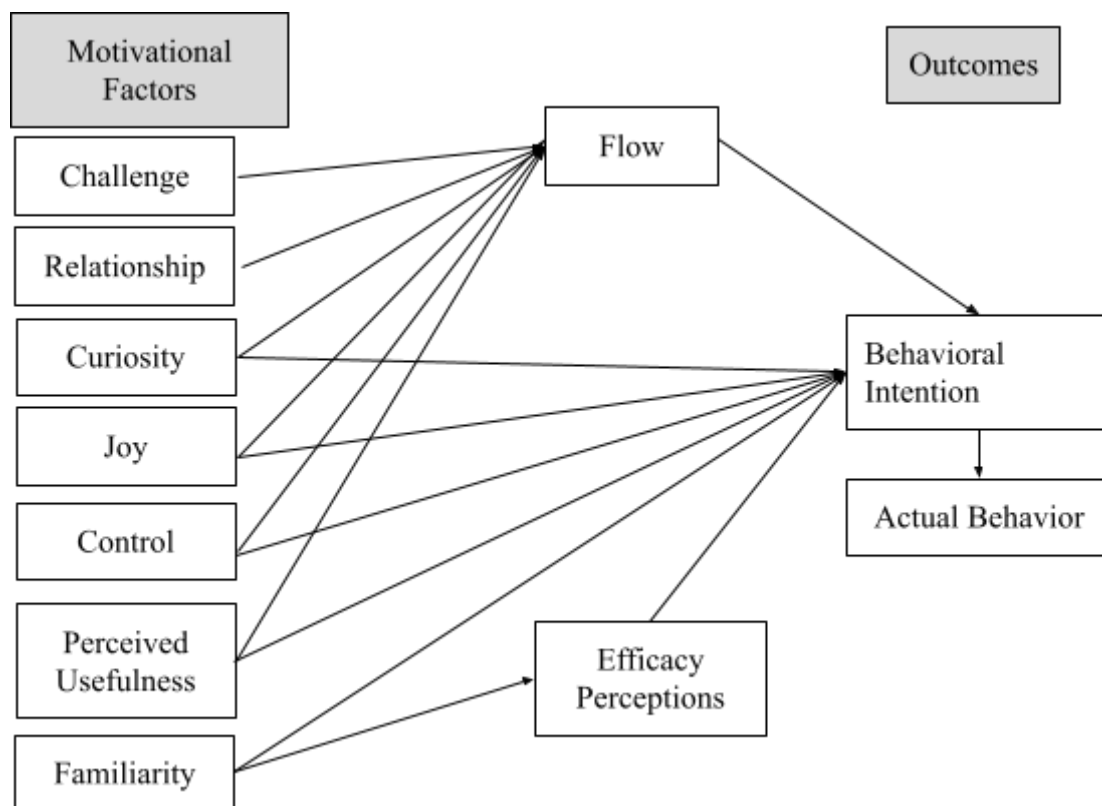 Motivational
Factors
Outcomes
Challenge
Flow
Relationship
Curiosity
Behavioral
Intention
Joy
Actual Behavior
Control
Perceived
Usefulness
Efficacy
Perceptions
Familiarity